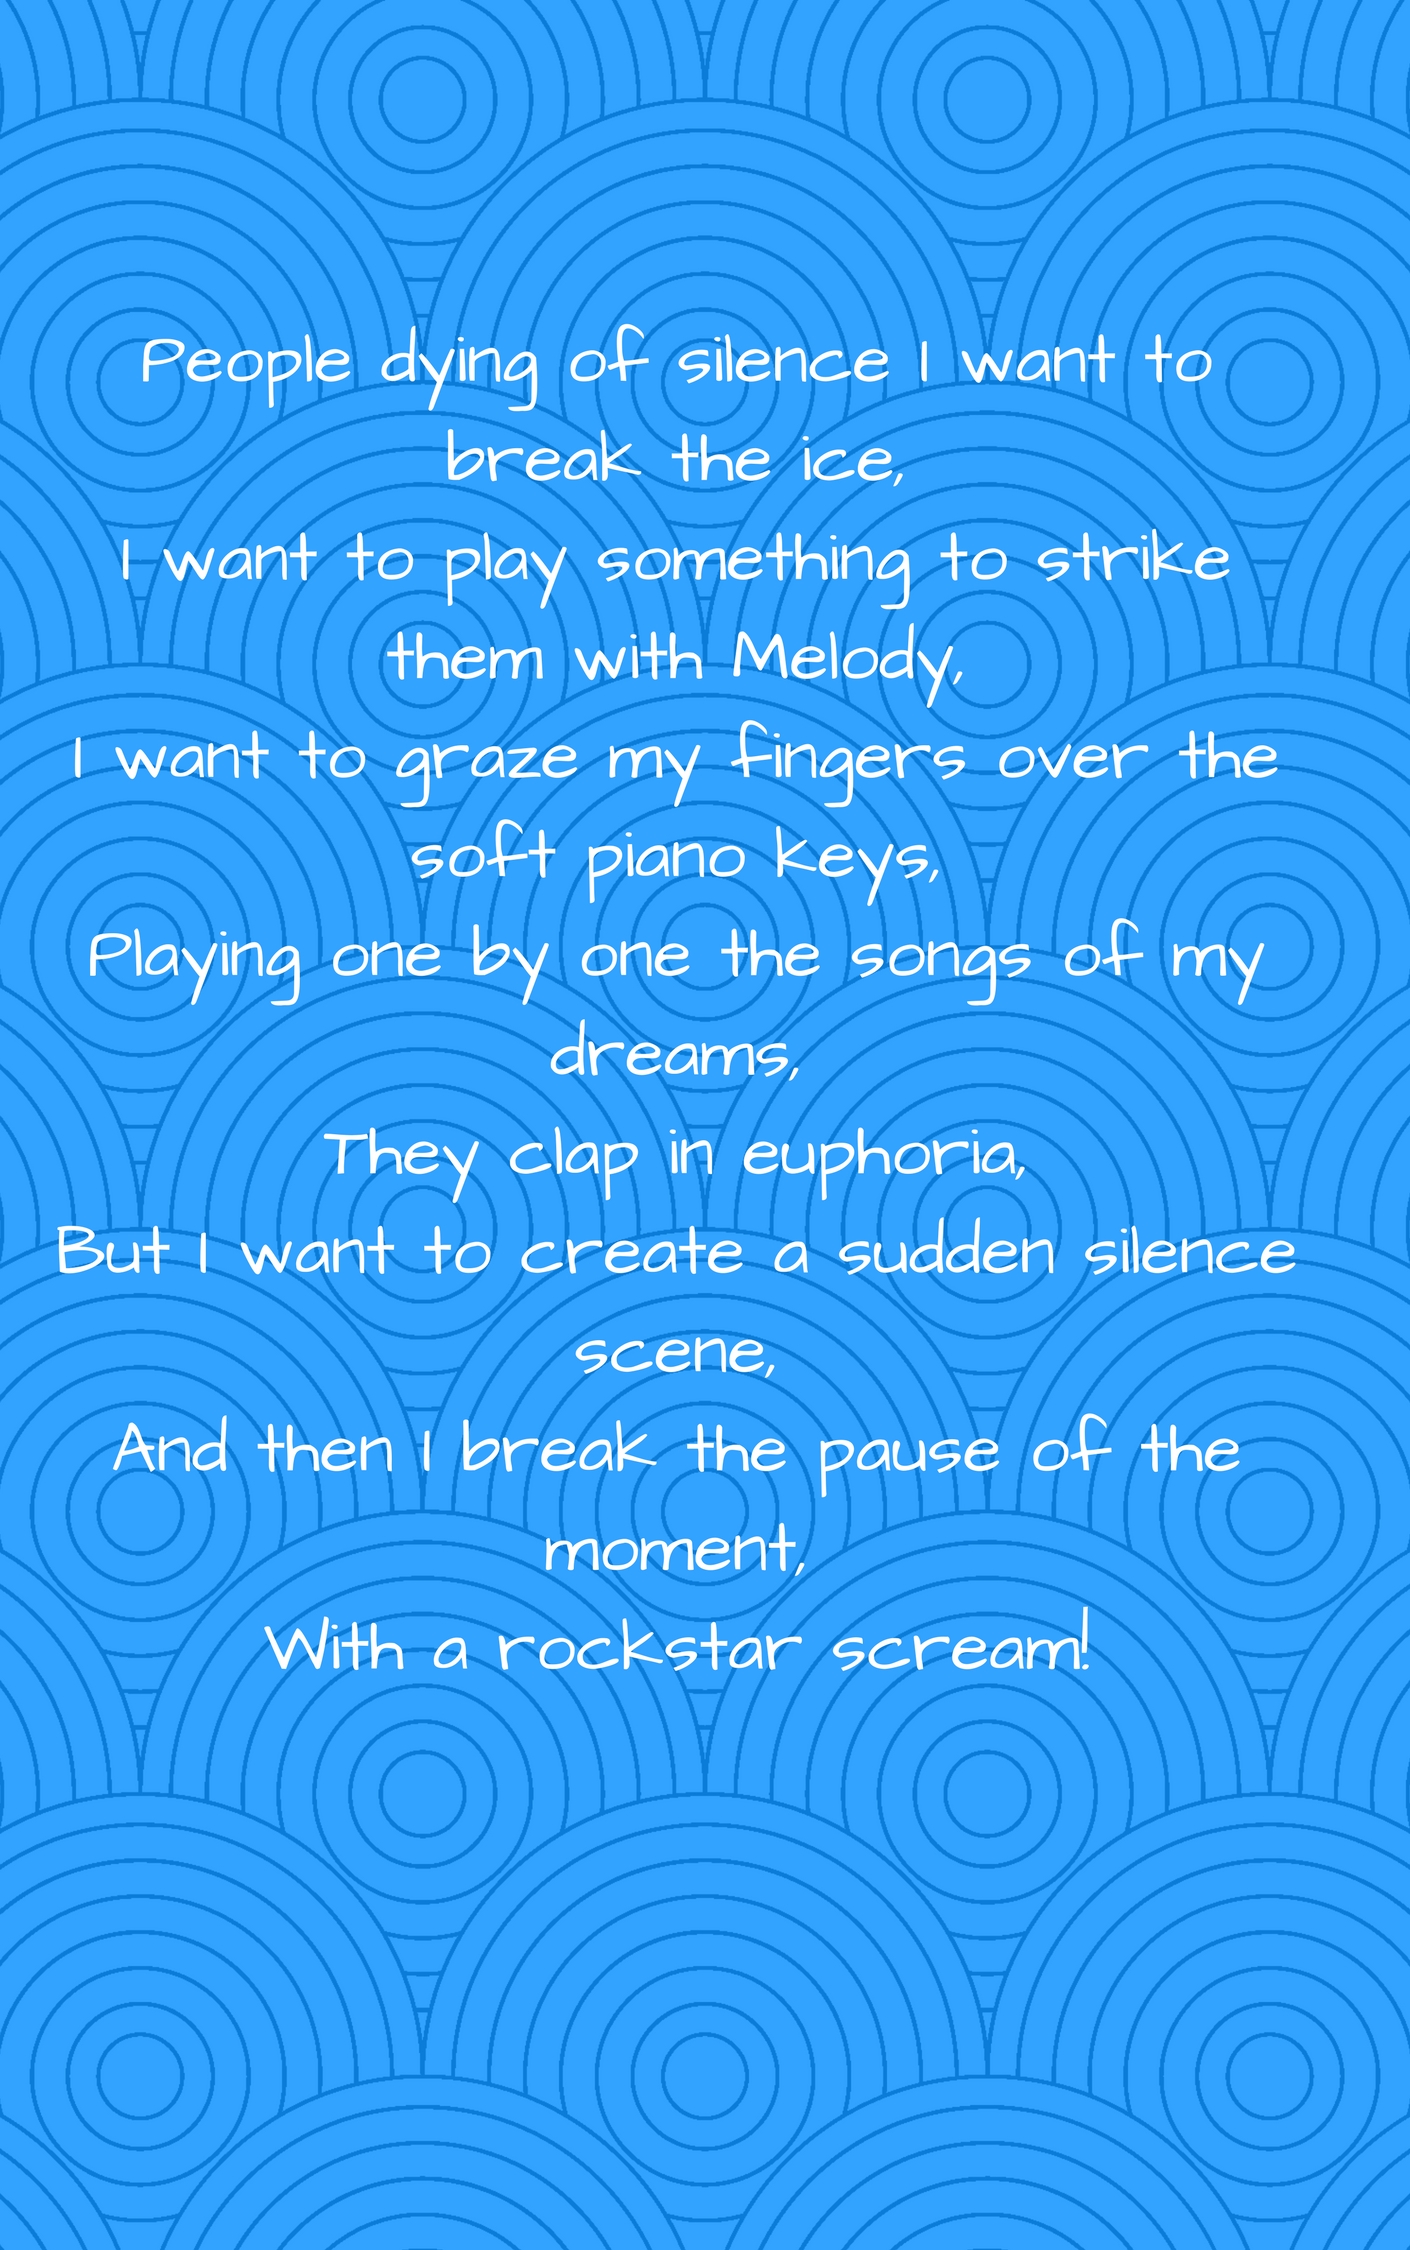 People dying of silence I want to
break the ice,
I want to play something to strike
them with Melody,
I want to graze my fingers over the
soft piano keys,
Playing one by one the songs of my
dreams,
They clap in euphoria,
But I want to create a sudden silence
scene,
And then I break the pause of the
moment,
With a rockstar scream!